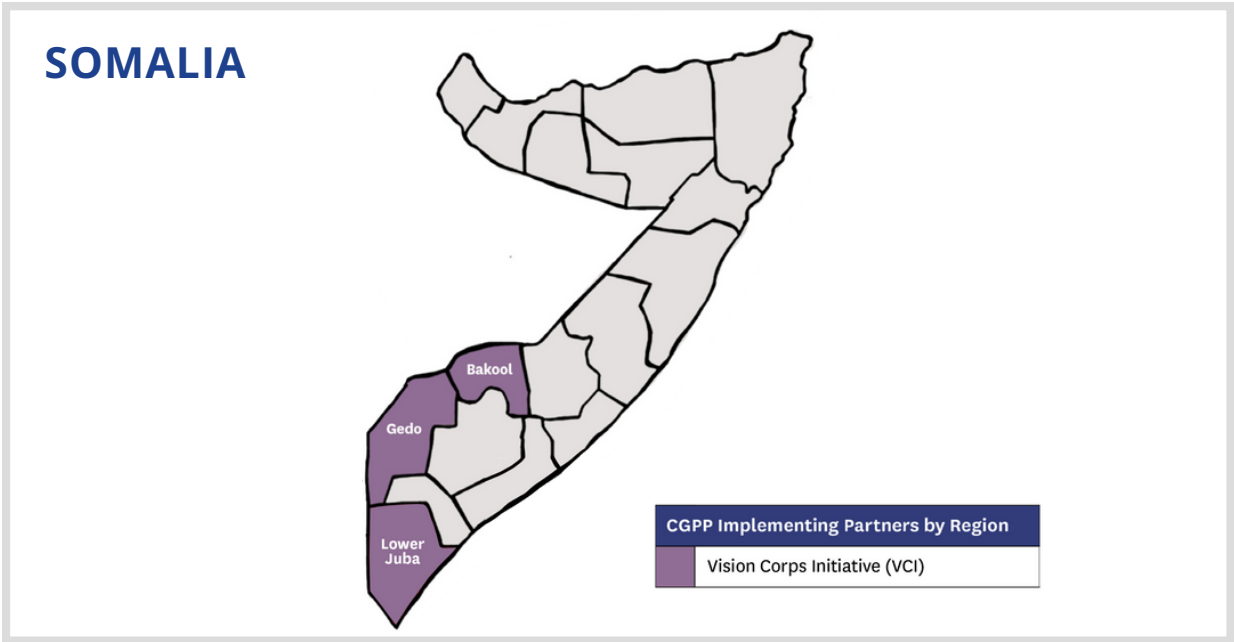 SOMALIA
Bakool
Gedo
Lower
Juba
CGPP Implementing Partners by Region
Vision Corps Initiative (VCI)